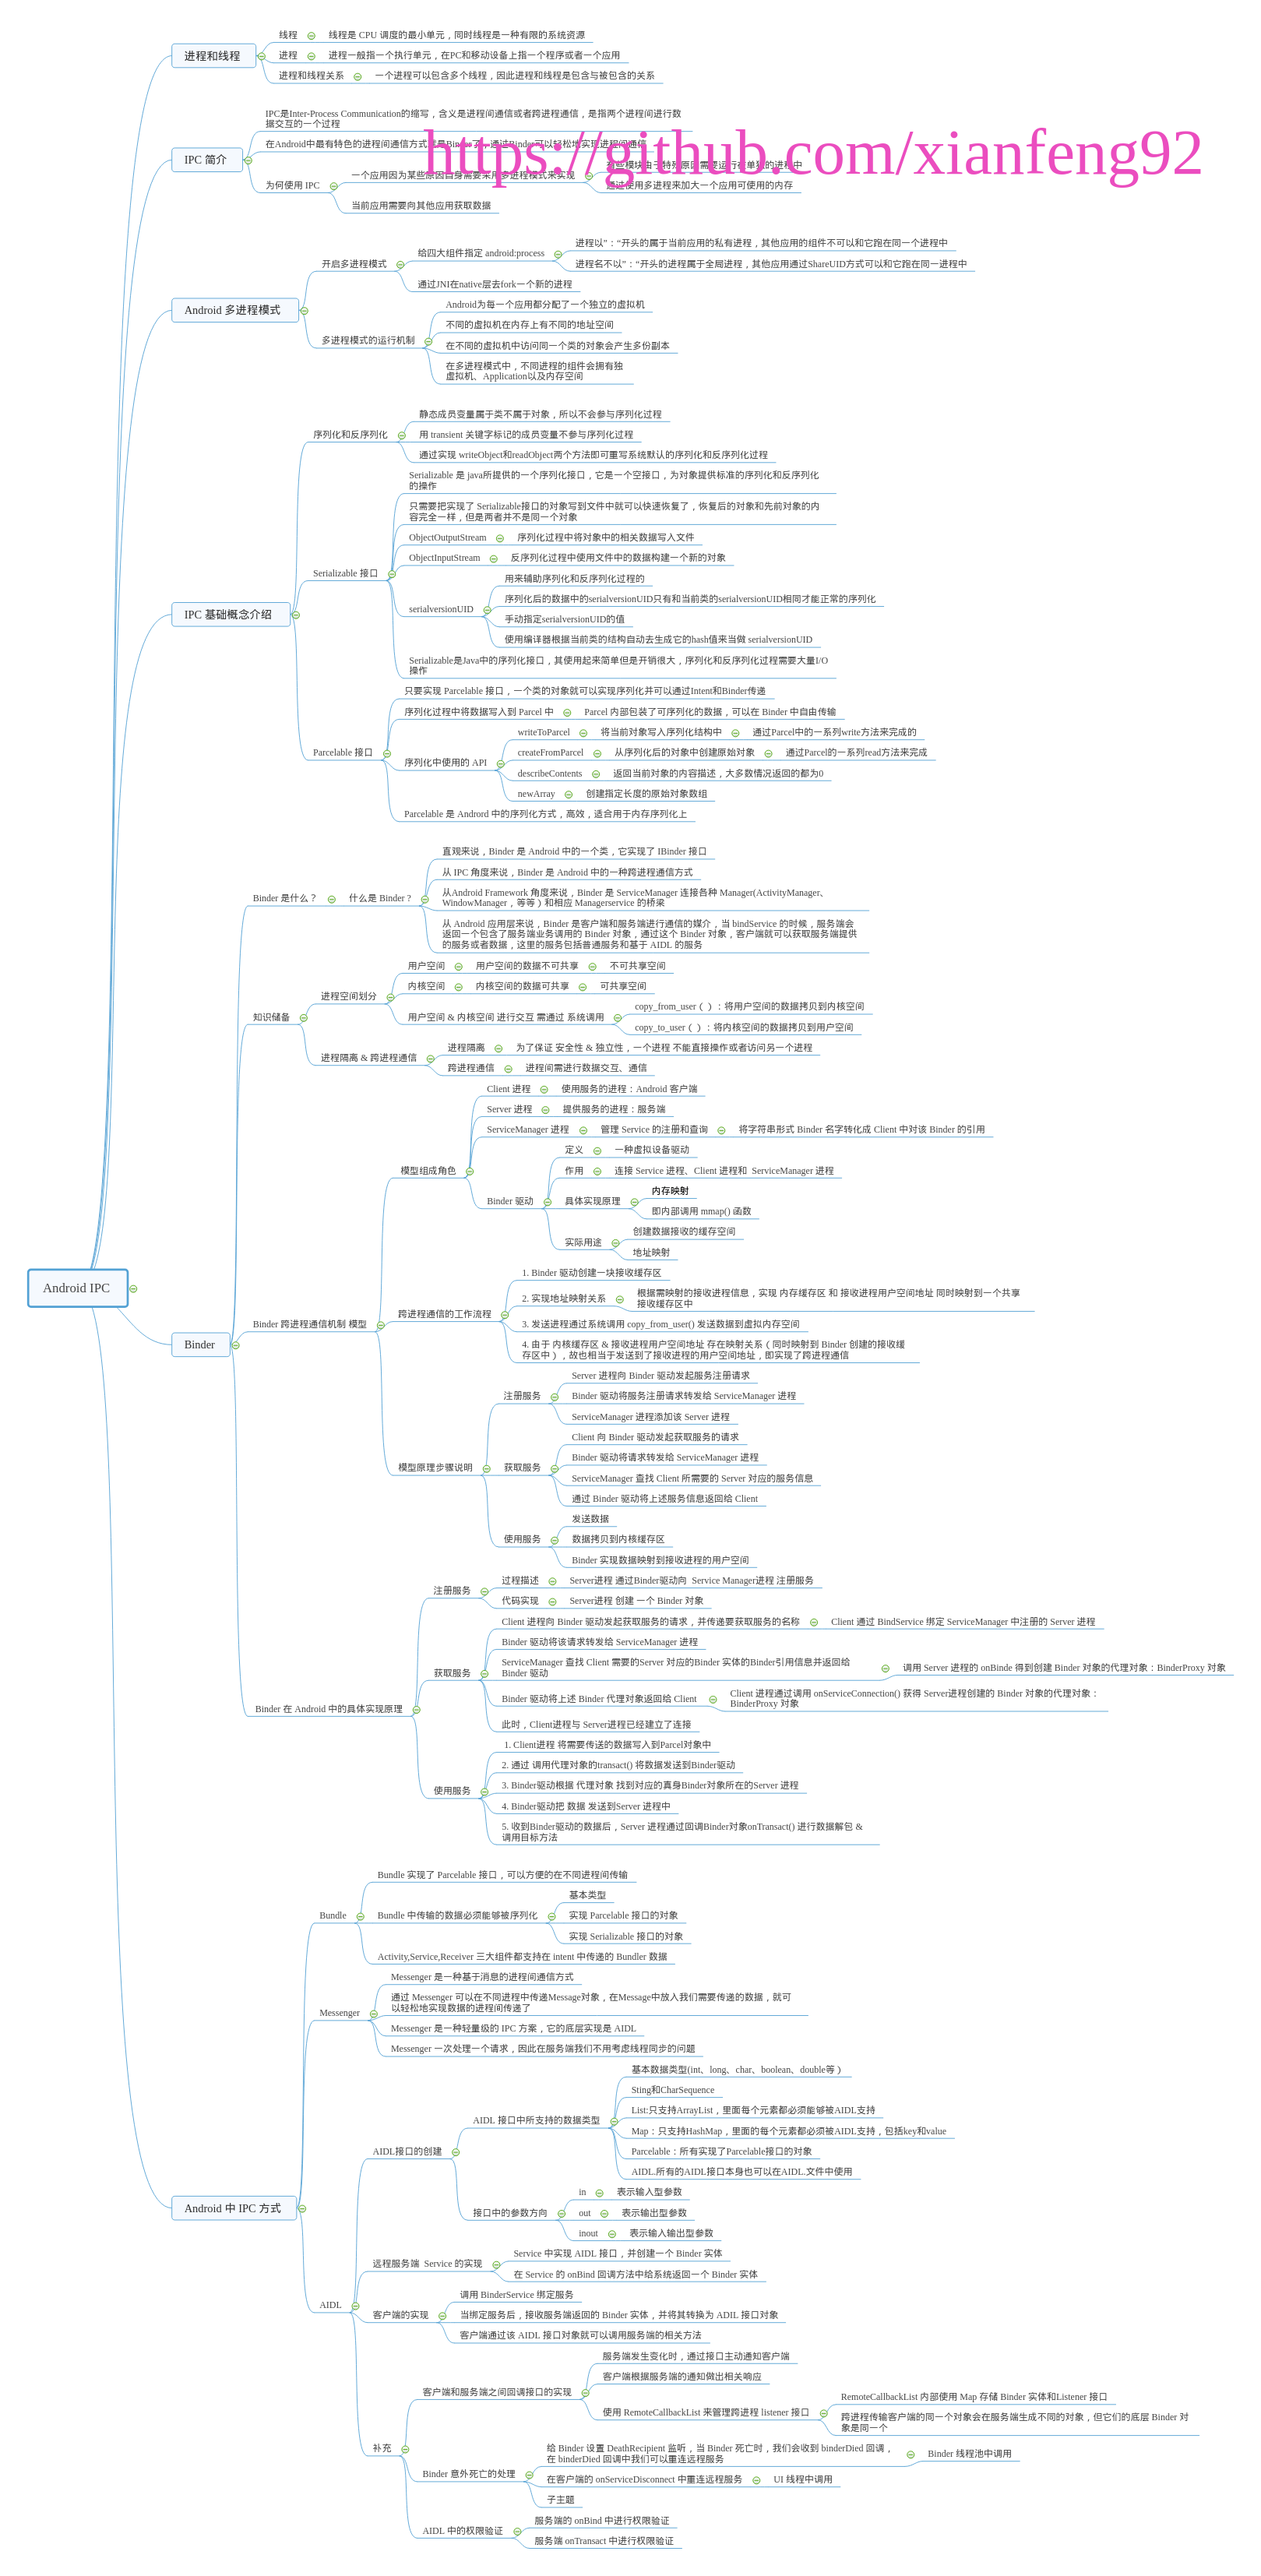 线程
线程是 CPU 调度的最小单元，同时线程是一种有限的系统资源
进程和线程
进程
进程一般指一个执行单元，在PC和移动设备上指一个程序或者一个应用
进程和线程关系
一个进程可以包含多个线程，因此进程和线程是包含与被包含的关系
IPC是Inter-Process Communication的缩写，含义是进程间通信或者跨进程通信，是指两个进程间进行数
据交互的一个过程
https://github.com/xianfeng92
在Android中最有特色的进程间通信方式就是Binder了，通过Binder可以轻松地实现进程间通信
IPC 简介
为何使用 IPC
一个应用因为某些原因自身需要采用多进程模式来实现
有些模块由于特殊原因需要运行在单独的进程中
通过使用多进程来加大一个应用可使用的内存
当前应用需要向其他应用获取数据
Android 多进程模式
开启多进程模式
给四大组件指定 android:process
进程以”：“开头的属于当前应用的私有进程，其他应用的组件不可以和它跑在同一个进程中
进程名不以”：“开头的进程属于全局进程，其他应用通过ShareUID方式可以和它跑在同一进程中
通过JNI在native层去fork一个新的进程
多进程模式的运行机制
Android为每一个应用都分配了一个独立的虚拟机
不同的虚拟机在内存上有不同的地址空间
在不同的虚拟机中访问同一个类的对象会产生多份副本
在多进程模式中，不同进程的组件会拥有独
虚拟机、Application以及内存空间
IPC 基础概念介绍
序列化和反序列化
静态成员变量属于类不属于对象，所以不会参与序列化过程
用 transient 关键字标记的成员变量不参与序列化过程
通过实现 writeObject和readObject两个方法即可重写系统默认的序列化和反序列化过程
Serializable 接口
Serializable 是 java所提供的一个序列化接口，它是一个空接口，为对象提供标准的序列化和反序列化
的操作
只需要把实现了 Serializable接口的对象写到文件中就可以快速恢复了，恢复后的对象和先前对象的内
容完全一样，但是两者并不是同一个对象
ObjectOutputStream
序列化过程中将对象中的相关数据写入文件
ObjectInputStream
反序列化过程中使用文件中的数据构建一个新的对象
serialversionUID
用来辅助序列化和反序列化过程的
序列化后的数据中的serialversionUID只有和当前类的serialversionUID相同才能正常的序列化
手动指定serialversionUID的值
使用编译器根据当前类的结构自动去生成它的hash值来当做 serialversionUID
Serializable是Java中的序列化接口，其使用起来简单但是开销很大，序列化和反序列化过程需要大量I/O
操作
Parcelable 接口
只要实现 Parcelable 接口，一个类的对象就可以实现序列化并可以通过Intent和Binder传递
序列化过程中将数据写入到 Parcel 中
Parcel 内部包装了可序列化的数据，可以在 Binder 中自由传输
序列化中使用的 API
writeToParcel
将当前对象写入序列化结构中
通过Parcel中的一系列write方法来完成的
createFromParcel
从序列化后的对象中创建原始对象
通过Parcel的一系列read方法来完成
describeContents
返回当前对象的内容描述，大多数情况返回的都为0
newArray
创建指定长度的原始对象数组
Parcelable 是 Andrord 中的序列化方式，高效，适合用于内存序列化上
Android IPC
Binder
Binder 是什么？
什么是 Binder ?
直观来说，Binder 是 Android 中的一个类，它实现了 IBinder 接口
从 IPC 角度来说，Binder 是 Android 中的一种跨进程通信方式
从Android Framework 角度来说，Binder 是 ServiceManager 连接各种 Manager(ActivityManager、
WindowManager，等等）和相应 Managerservice 的桥梁
从 Android 应用层来说，Binder 是客户端和服务端进行通信的媒介，当 bindService 的时候，服务端会
返回一个包含了服务端业务调用的 Binder 对象，通过这个 Binder 对象，客户端就可以获取服务端提供
的服务或者数据，这里的服务包括普通服务和基于 AIDL 的服务
知识储备
进程空间划分
用户空间
用户空间的数据不可共享
不可共享空间
内核空间
内核空间的数据可共享
可共享空间
用户空间 & 内核空间 进行交互 需通过 系统调用
copy_from_user（ ）：将用户空间的数据拷贝到内核空间
copy_to_user（ ）：将内核空间的数据拷贝到用户空间
进程隔离 & 跨进程通信
进程隔离
为了保证 安全性 & 独立性，一个进程 不能直接操作或者访问另一个进程
跨进程通信
进程间需进行数据交互、通信
Binder 跨进程通信机制 模型
模型组成角色
Client 进程
使用服务的进程：Android 客户端
Server 进程
提供服务的进程：服务端
ServiceManager 进程
管理 Service 的注册和查询
将字符串形式 Binder 名字转化成 Client 中对该 Binder 的引用
Binder 驱动
定义
一种虚拟设备驱动
作用
连接 Service 进程、Client 进程和 ServiceManager 进程
具体实现原理
内存映射
即内部调用 mmap() 函数
实际用途
创建数据接收的缓存空间
地址映射
跨进程通信的工作流程
1. Binder 驱动创建一块接收缓存区
2. 实现地址映射关系
根据需映射的接收进程信息，实现 内存缓存区 和 接收进程用户空间地址 同时映射到一个共享
接收缓存区中
3. 发送进程通过系统调用 copy_from_user() 发送数据到虚拟内存空间
4. 由于 内核缓存区 & 接收进程用户空间地址 存在映射关系（同时映射到 Binder 创建的接收缓
存区中），故也相当于发送到了接收进程的用户空间地址，即实现了跨进程通信
模型原理步骤说明
注册服务
Server 进程向 Binder 驱动发起服务注册请求
Binder 驱动将服务注册请求转发给 ServiceManager 进程
ServiceManager 进程添加该 Server 进程
获取服务
Client 向 Binder 驱动发起获取服务的请求
Binder 驱动将请求转发给 ServiceManager 进程
ServiceManager 查找 Client 所需要的 Server 对应的服务信息
通过 Binder 驱动将上述服务信息返回给 Client
使用服务
发送数据
数据拷贝到内核缓存区
Binder 实现数据映射到接收进程的用户空间
Binder 在 Android 中的具体实现原理
注册服务
过程描述
Server进程 通过Binder驱动向 Service Manager进程 注册服务
代码实现
Server进程 创建 一个 Binder 对象
获取服务
Client 进程向 Binder 驱动发起获取服务的请求，并传递要获取服务的名称
Client 通过 BindService 绑定 ServiceManager 中注册的 Server 进程
Binder 驱动将该请求转发给 ServiceManager 进程
ServiceManager 查找 Client 需要的Server 对应的Binder 实体的Binder引用信息并返回给
Binder 驱动
调用 Server 进程的 onBinde 得到创建 Binder 对象的代理对象：BinderProxy 对象
Binder 驱动将上述 Binder 代理对象返回给 Client
Client 进程通过调用 onServiceConnection() 获得 Server进程创建的 Binder 对象的代理对象：
BinderProxy 对象
此时，Client进程与 Server进程已经建立了连接
使用服务
1. Client进程 将需要传送的数据写入到Parcel对象中
2. 通过 调用代理对象的transact() 将数据发送到Binder驱动
3. Binder驱动根据 代理对象 找到对应的真身Binder对象所在的Server 进程
4. Binder驱动把 数据 发送到Server 进程中
5. 收到Binder驱动的数据后，Server 进程通过回调Binder对象onTransact() 进行数据解包 &
调用目标方法
Android 中 IPC 方式
Bundle
Bundle 实现了 Parcelable 接口，可以方便的在不同进程间传输
Bundle 中传输的数据必须能够被序列化
基本类型
实现 Parcelable 接口的对象
实现 Serializable 接口的对象
Activity,Service,Receiver 三大组件都支持在 intent 中传递的 Bundler 数据
Messenger
Messenger 是一种基于消息的进程间通信方式
通过 Messenger 可以在不同进程中传递Message对象，在Message中放入我们需要传递的数据，就可
以轻松地实现数据的进程间传递了
Messenger 是一种轻量级的 IPC 方案，它的底层实现是 AIDL
Messenger 一次处理一个请求，因此在服务端我们不用考虑线程同步的问题
AIDL
AIDL接口的创建
AIDL 接口中所支持的数据类型
基本数据类型(int、long、char、boolean、double等）
Sting和CharSequence
List:只支持ArrayList，里面每个元素都必须能够被AIDL支持
Map：只支持HashMap，里面的每个元素都必须被AIDL支持，包括key和value
Parcelable：所有实现了Parcelable接口的对象
AIDL.所有的AIDL接口本身也可以在AIDL.文件中使用
接口中的参数方向
in
表示输入型参数
out
表示输出型参数
inout
表示输入输出型参数
远程服务端 Service 的实现
Service 中实现 AIDL 接口，并创建一个 Binder 实体
在 Service 的 onBind 回调方法中给系统返回一个 Binder 实体
客户端的实现
调用 BinderService 绑定服务
当绑定服务后，接收服务端返回的 Binder 实体，并将其转换为 ADIL 接口对象
客户端通过该 AIDL 接口对象就可以调用服务端的相关方法
补充
客户端和服务端之间回调接口的实现
服务端发生变化时，通过接口主动通知客户端
客户端根据服务端的通知做出相关响应
使用 RemoteCallbackList 来管理跨进程 listener 接口
RemoteCallbackList 内部使用 Map 存储 Binder 实体和Listener 接口
跨进程传输客户端的同一个对象会在服务端生成不同的对象，但它们的底层 Binder 对
象是同一个
Binder 意外死亡的处理
给 Binder 设置 DeathRecipient 监听，当 Binder 死亡时，我们会收到 binderDied 回调，
在 binderDied 回调中我们可以重连远程服务
Binder 线程池中调用
在客户端的 onServiceDisconnect 中重连远程服务
UI 线程中调用
子主题
AIDL 中的权限验证
服务端的 onBind 中进行权限验证
服务端 onTransact 中进行权限验证